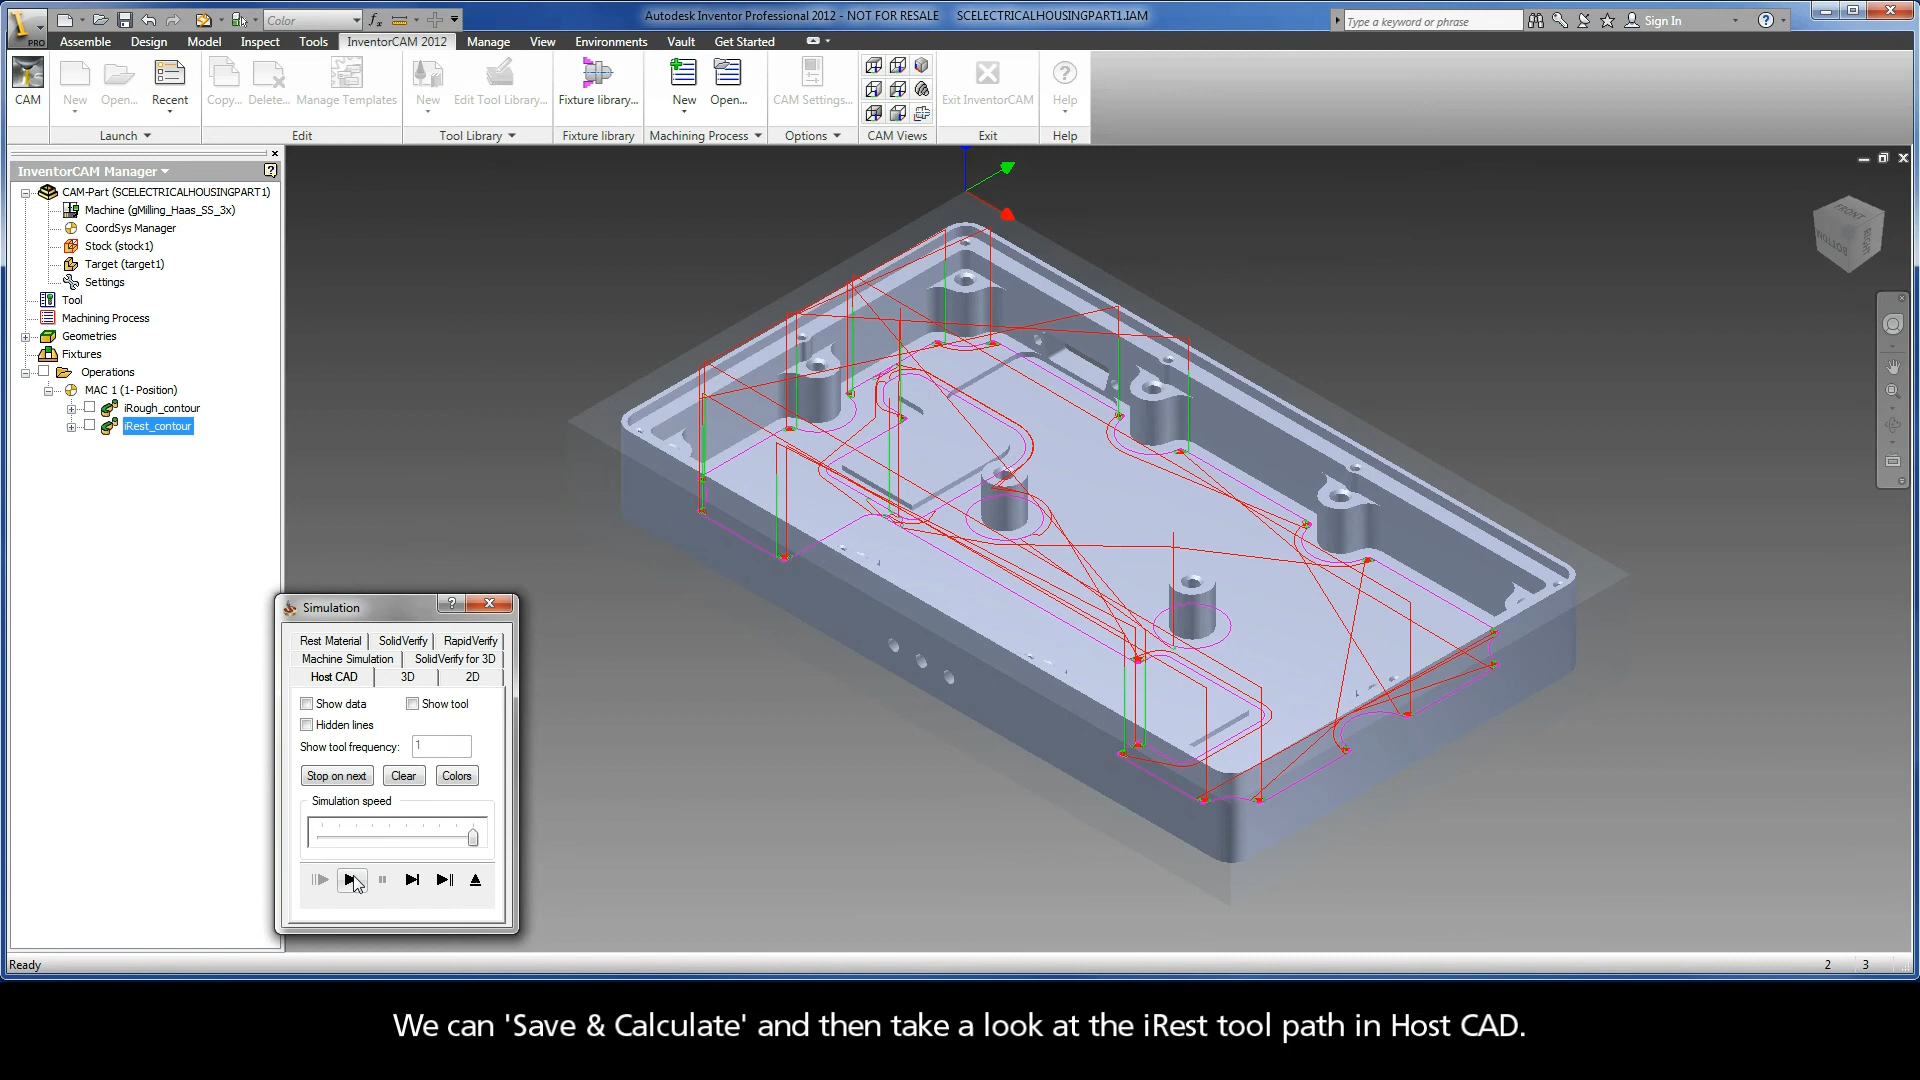 Autodesk Inventor Professional 2012 - NOT FOR RESALE SCELECTRICALHOUSINGPART1.IAM
Color
Type a keyword or phrase
Sign In
PRO
Assemble Design Model Inspect Tools InventorCAM 2012 Manage View Environments Vault Get Started
CAM New Open... Recent Copy... Delete... Manage Templates New Edit Tool Library... Fixture library... New Open... CAM Settings... Exit InventorCAM Help
Launch Edit Tool Library Fixture library Machining Process Options CAM Views Exit Help
InventorCAM Manager
CAM-Part (SCELECTRICALHOUSINGPART1)
Machine (gMilling_Haas_SS_3x)
CoordSys Manager
Stock (stock1)
Target (target1)
Settings
Tool
Machining Process
Geometries
Fixtures
Operations
MAC 1 (1- Position)
iRough_contour
iRest_contour
FRONT
BOTTOM
RIGHT
Simulation
Rest Material SolidVerify RapidVerify
Machine Simulation SolidVerify for 3D
Host CAD 3D 2D
Show data Show tool
Hidden lines
Show tool frequency: 1
Stop on next Clear Colors
Simulation speed
Ready 2 3
We can 'Save & Calculate' and then take a look at the iRest tool path in Host CAD.